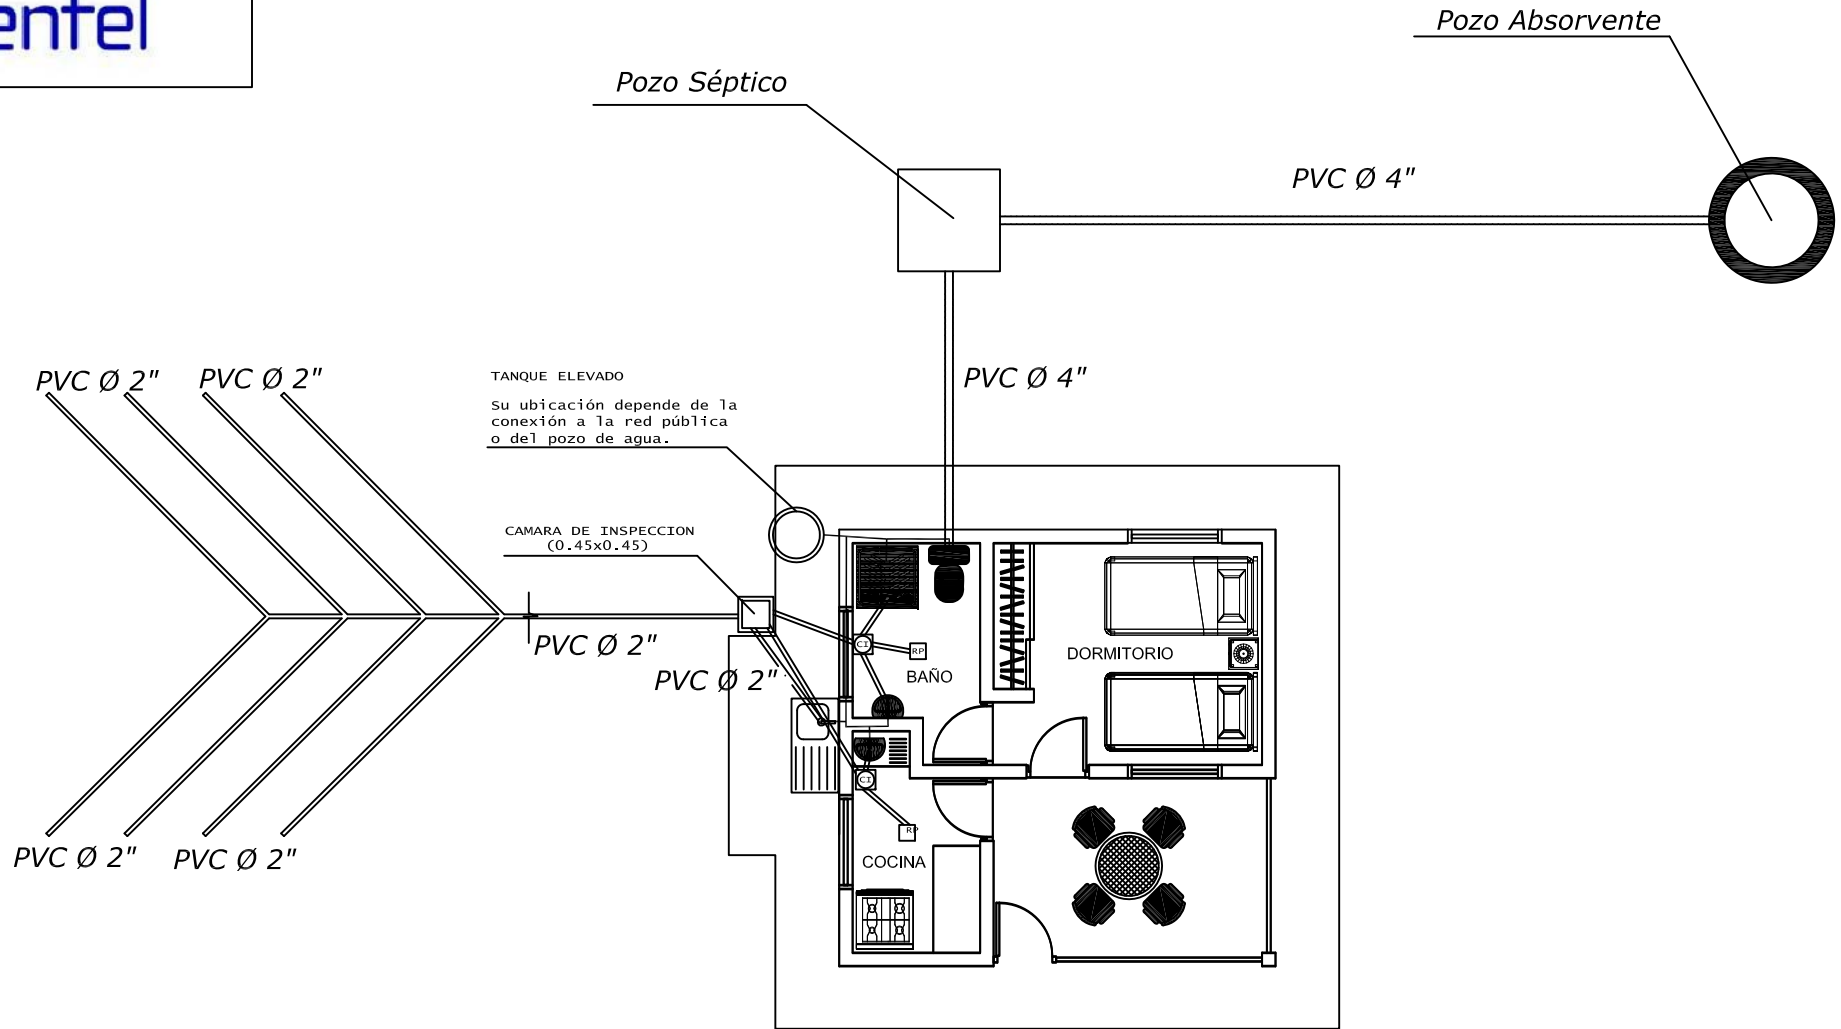 entel
Pozo Absorvente
Pozo Séptico
PVC Ø 4"
PVC Ø 2"
PVC Ø 2"
TANQUE ELEVADO
Su ubicación depende de la
conexión a la red pública
o del pozo de agua.
PVC Ø 4"
CAMARA DE INSPECCION
(0.45x0.45)
PVC Ø 2"
PVC Ø 2"
CI
RP
BAÑO
DORMITORIO
CI
RP
COCINA
PVC Ø 2"
PVC Ø 2"